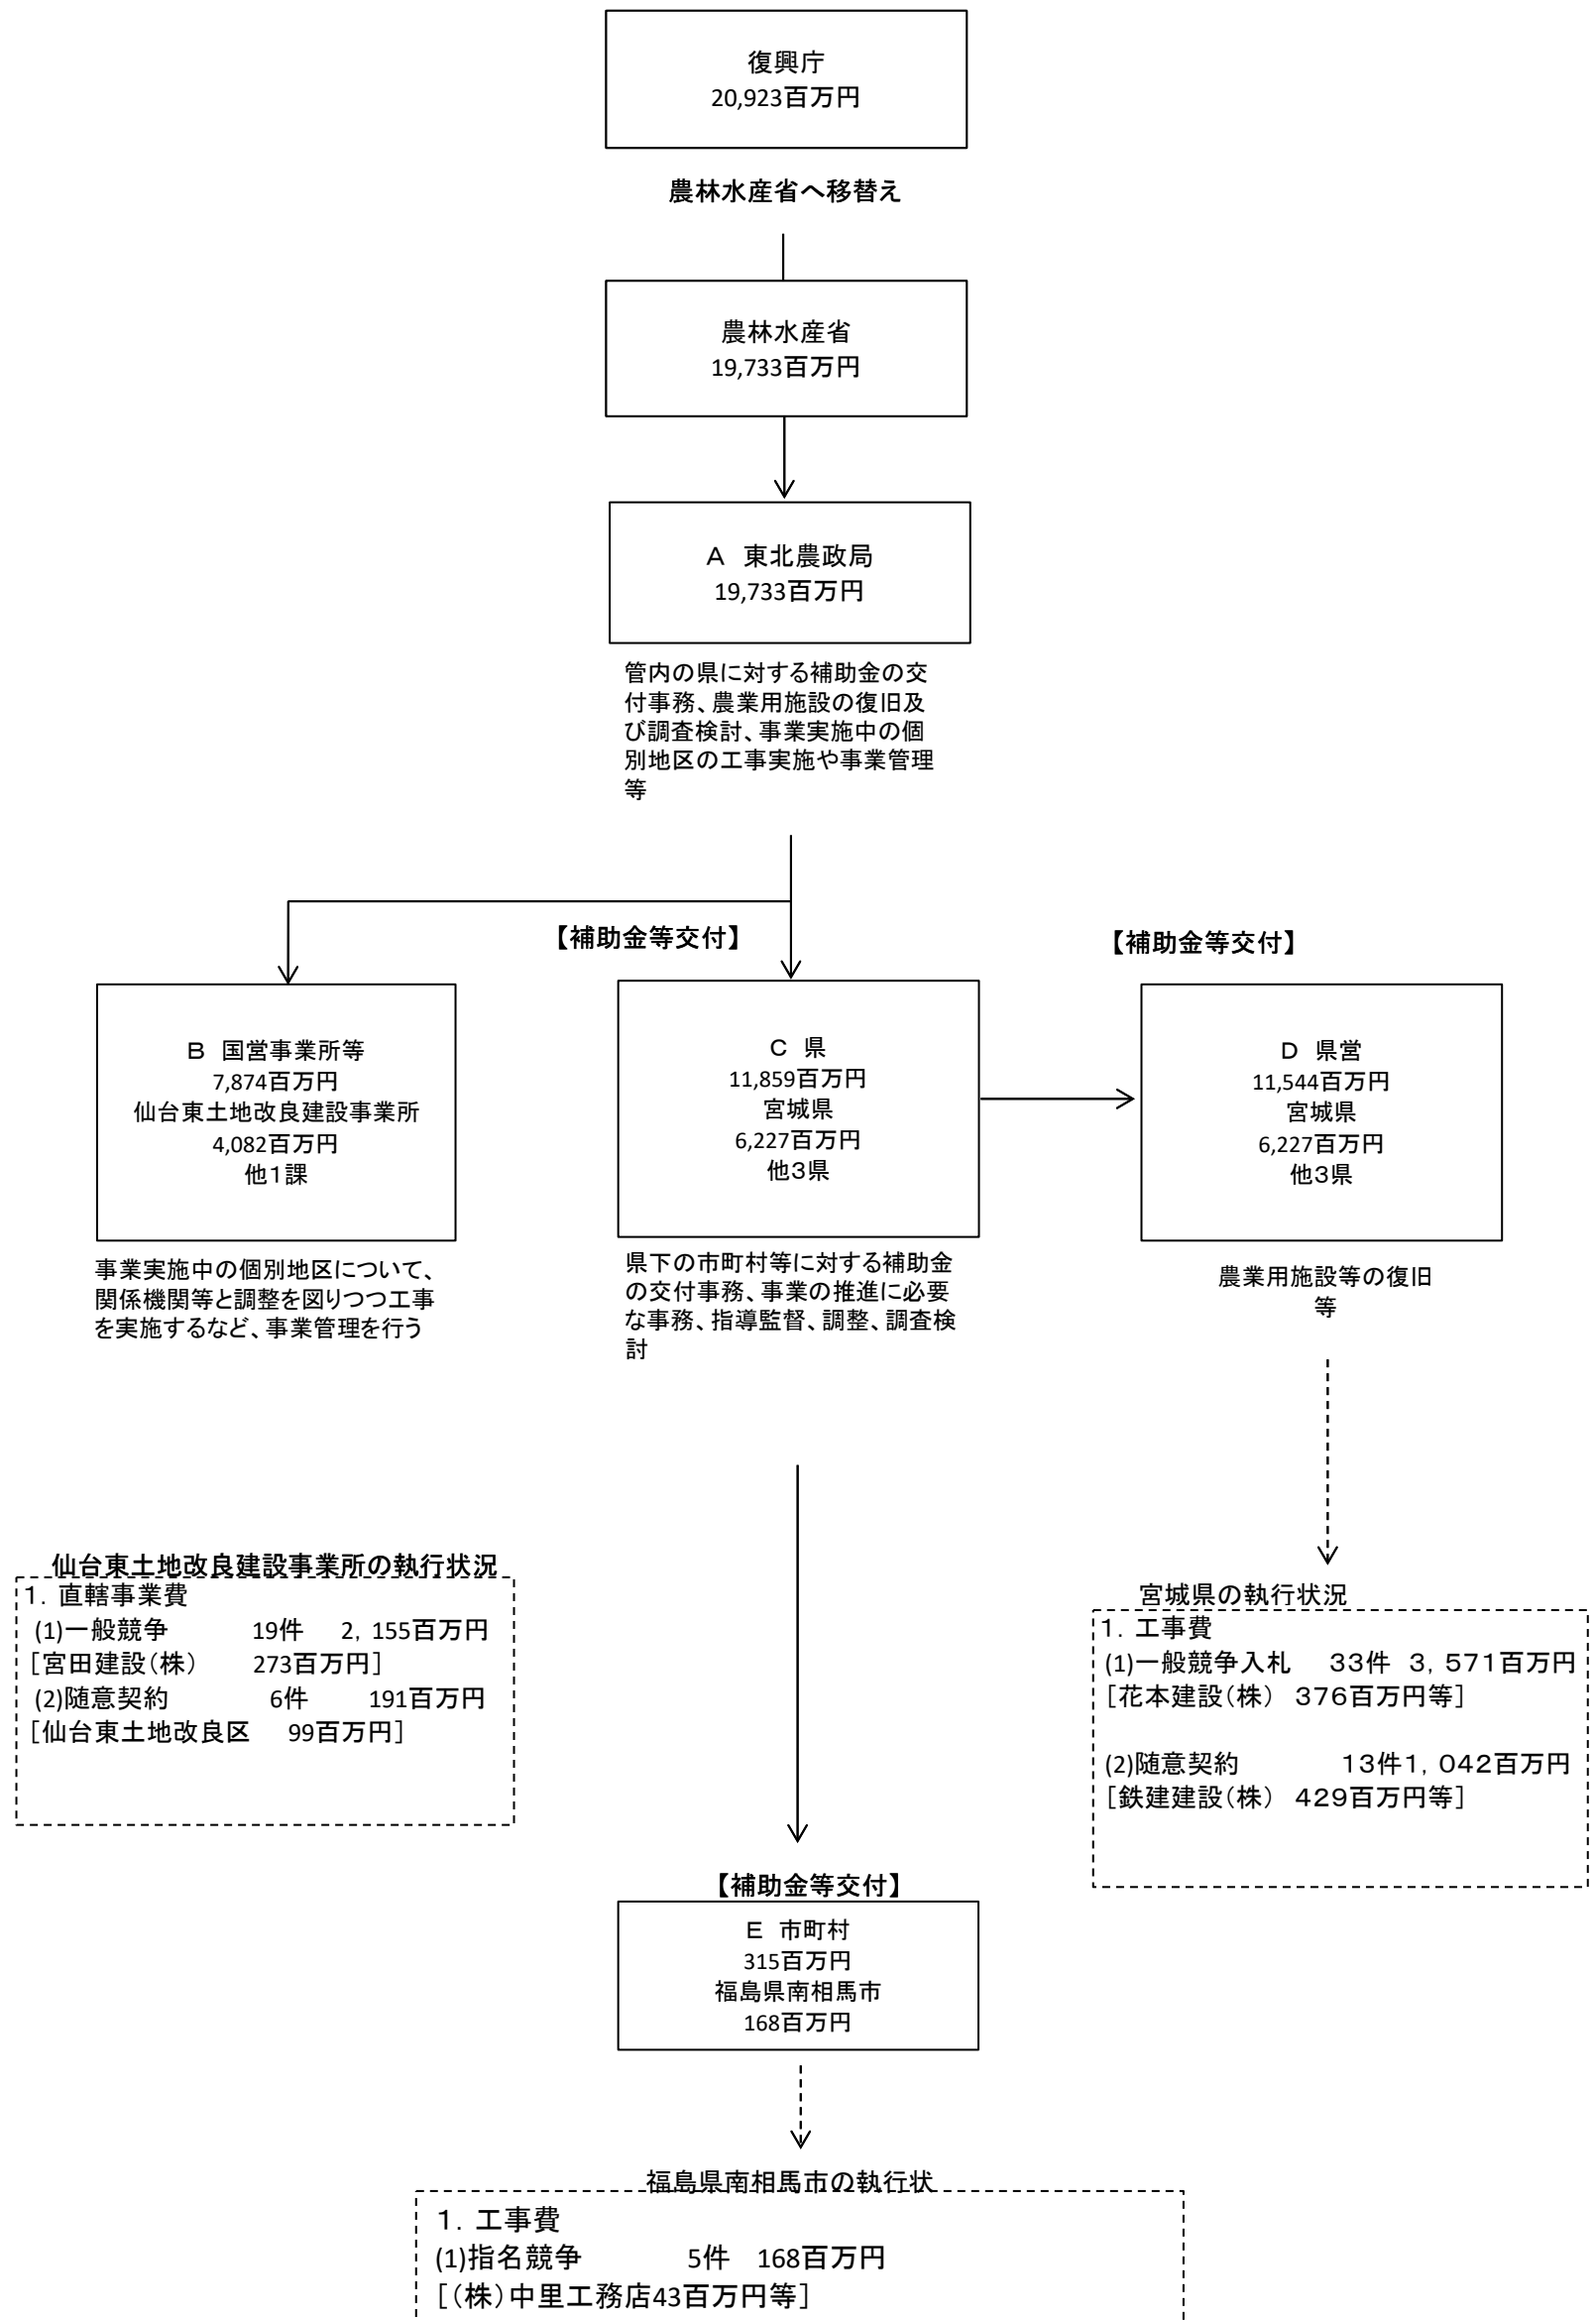 復興庁
20,923百万円
農林水産省へ移替え
農林水産省
19,733百万円
A 東北農政局
19,733百万円
管内の県に対する補助金の交
付事務、農業用施設の復旧及
び調査検討、事業実施中の個
別地区の工事実施や事業管理
等
【補助金等交付】
【補助金等交付】
B 国営事業所等
7,874百万円
仙台東土地改良建設事業所
4,082百万円
他1課
C 県
11,859百万円
宮城県
6,227百万円
他3県
D 県営
11,544百万円
宮城県
6,227百万円
他3県
事業実施中の個別地区について、
関係機関等と調整を図りつつ工事
を実施するなど、事業管理を行う
県下の市町村等に対する補助金
の交付事務、事業の推進に必要
な事務、指導監督、調整、調査検
討
農業用施設等の復旧
等
仙台東土地改良建設事業所の執行状況
1. 直轄事業費
(1)一般競争 19件 2, 155百万円
[宮田建設(株) 273百万円]
(2)随意契約 6件 191百万円
[仙台東土地改良区 99百万円]
宮城県の執行状況
1. 工事費
(1)一般競争入札 33件 3, 571百万円
[花本建設(株) 376百万円等]
(2)随意契約 13件1, 042百万円
[鉄建建設(株) 429百万円等]
【補助金等交付】
E 市町村
315百万円
福島県南相馬市
168百万円
福島県南相馬市の執行状
1. 工事費
(1)指名競争 5件 168百万円
[(株)中里工務店43百万円等]